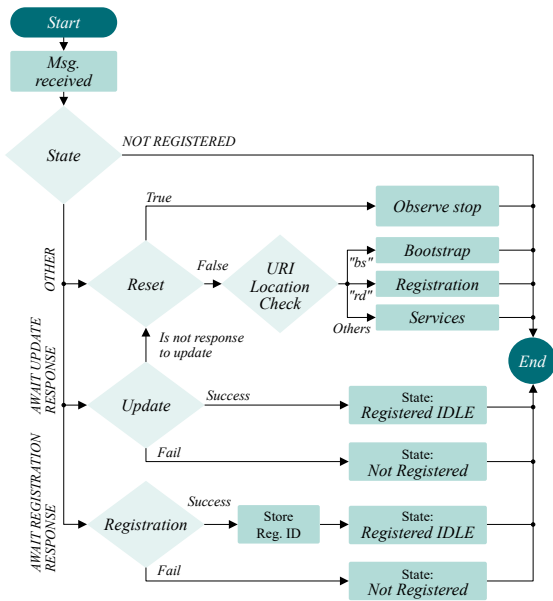 Start
Msg.
received
State
NOT REGISTERED
True
Observe stop
OTHER
Reset
False
URI
Location
Check
"bs"
Bootstrap
"rd"
Registration
Others
Services
Is not response
to update
End
AWAIT UPDATE
RESPONSE
Update
Success
State:
Registered IDLE
Fail
State:
Not Registered
AWAIT REGISTRATION
RESPONSE
Registration
Success
Store
Reg. ID
State:
Registered IDLE
Fail
State:
Not Registered